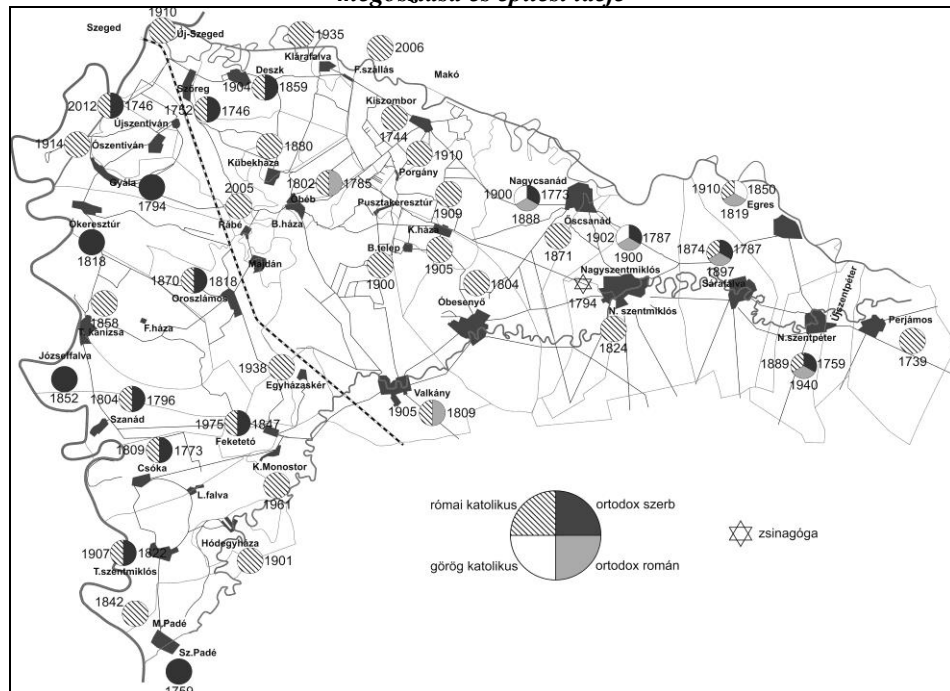 megoszlása és építési ideje
1910
Szeged
Új-Szeged
1935
Klárafalva
2006
F.szállás
Makó
Deszk
1904 1859
Szőreg
1752 1746
2012 1746
Újszentiván
Kiszombor
1744
1914
Ószentiván
1880
Kübekháza
1910
Porgány
Gyála
1794
1802 1785
Óbéb
2005
Rábé
B.háza
Pusztakeresztúr
1909
1900 Nagycsanád 1773
1888
Őscsanád
1910 1850
1819
Egres
Ókeresztúr
1818
K.háza
1905
B.telep
1900
1871
1902 1787
1900
Nagyszentmiklós
1874 1787
1897
Sárafalva
Majdán
1870 1818
Oroszlámos
1804
Óbesenyő
1794
N. szentmiklós
1824
Újszentpéter
Perjámos
1739
1858
T. kanizsa
F.háza
N.szentpéter
1889 1759
1940
Józseffalva
1852
1938
Egyházaskér
Valkány
1905 1809
1804 1796
Szanád
1975 1847
Feketetó
1809 1773
Csóka
K.Monostor
1961
L.falva
római katolikus
ortodox szerb
görög katolikus
ortodox román
zsinagóga
Hódegyháza
1901
1907 1822
T.szentmiklós
1842
M.Padé
Sz.Padé